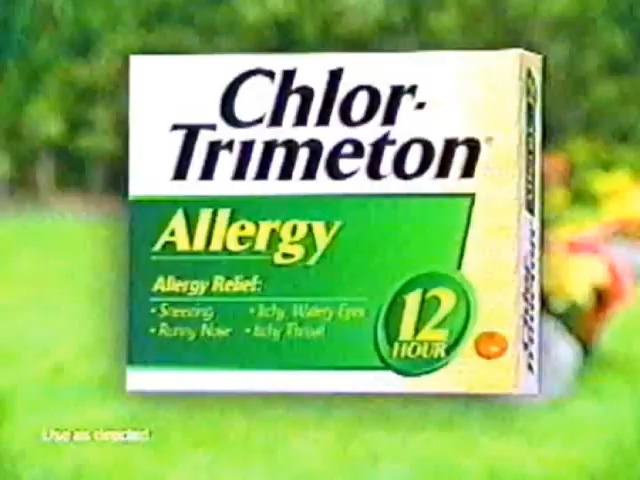 Chlor-
Trimeton
Allergy
Allergy Relief:
• Sneezing • Itchy, Watery Eyes
• Runny Nose • Itchy Throat
12
HOUR
Use as directed.